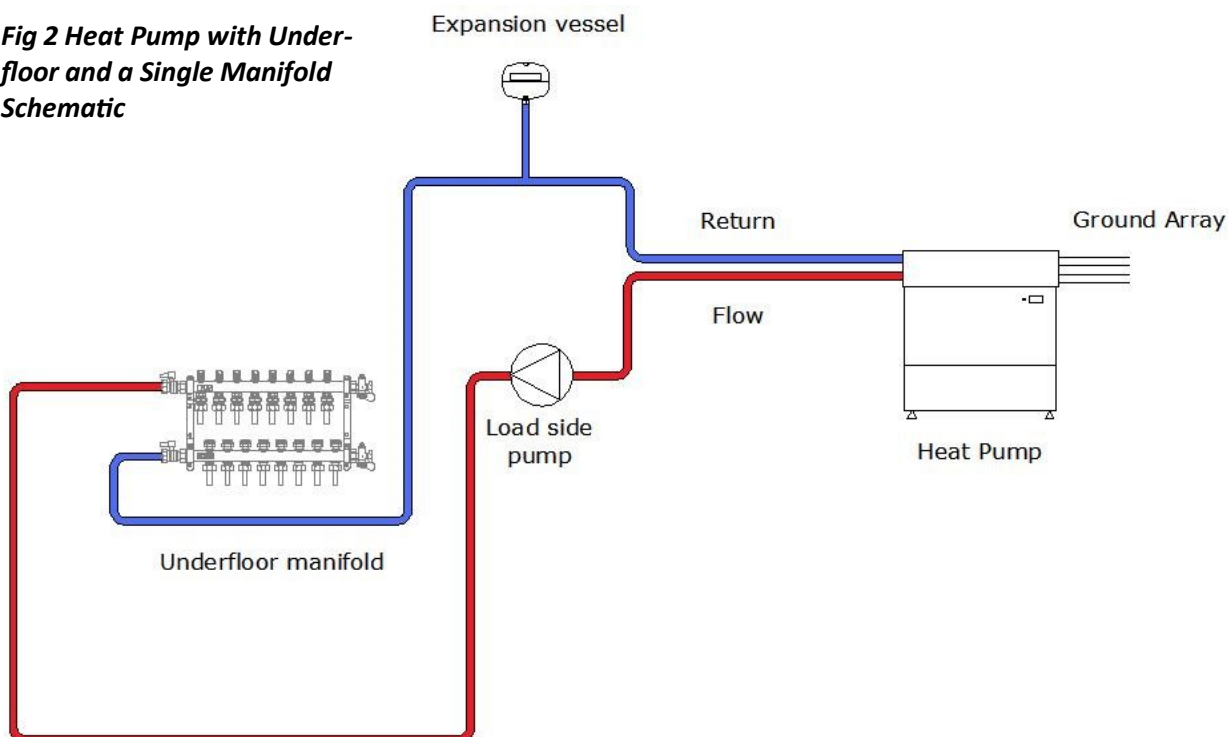 Fig 2 Heat Pump with Under-
floor and a Single Manifold
Schematic
Expansion vessel
Return
Ground Array
Flow
Load side
pump
Heat Pump
Underfloor manifold